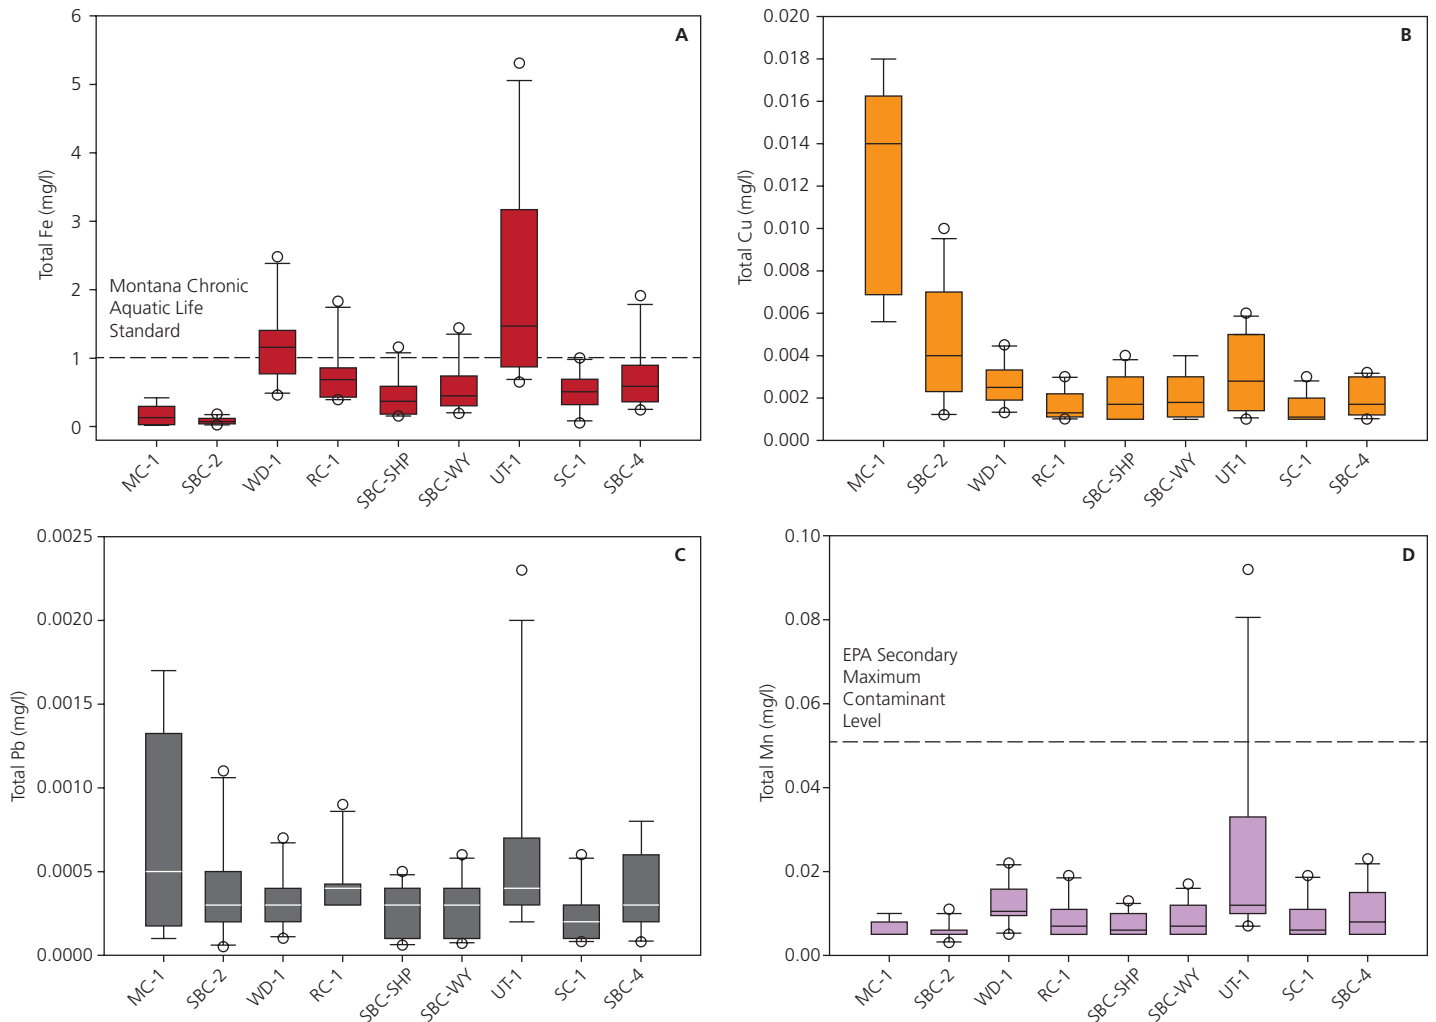 A
Total Fe (mg/l)
6
5
4
3
2
1
0
Montana Chronic
Aquatic Life
Standard
MC-1
SBC-2
WD-1
RC-1
SBC-SHP
SBC-WY
UT-1
SC-1
SBC-4
B
Total Cu (mg/l)
0.020
0.018
0.016
0.014
0.012
0.010
0.008
0.006
0.004
0.002
0.000
MC-1
SBC-2
WD-1
RC-1
SBC-SHP
SBC-WY
UT-1
SC-1
SBC-4
C
Total Pb (mg/l)
0.0025
0.0020
0.0015
0.0010
0.0005
0.0000
MC-1
SBC-2
WD-1
RC-1
SBC-SHP
SBC-WY
UT-1
SC-1
SBC-4
D
Total Mn (mg/l)
0.10
0.08
0.06
0.04
0.02
0.00
EPA Secondary
Maximum
Contaminant
Level
MC-1
SBC-2
WD-1
RC-1
SBC-SHP
SBC-WY
UT-1
SC-1
SBC-4